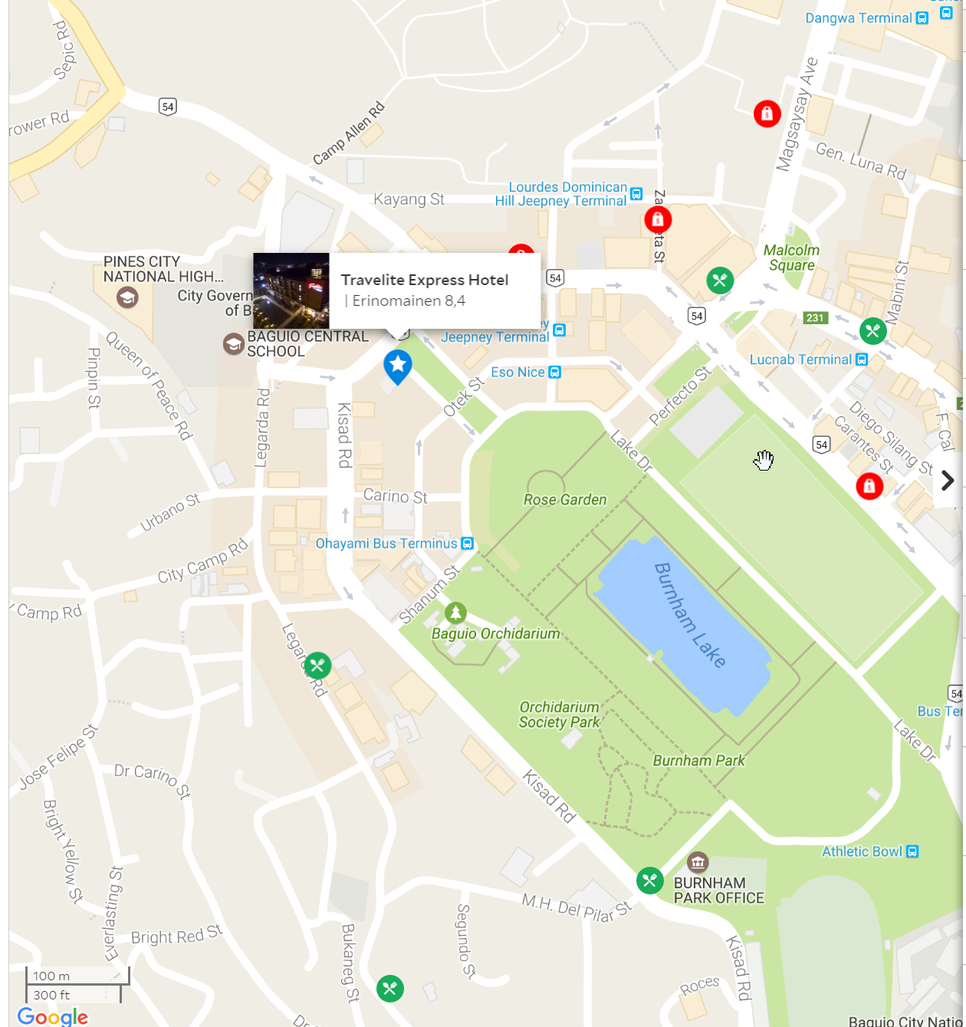 Dangwa Terminal
Sepic Rd
54
Magsaysay Ave
rower Rd
Camp Allen Rd
Gen. Luna Rd
Lourdes Dominican
Hill Jeepney Terminal
Kayang St
Malcolm
Square
PINES CITY
NATIONAL HIGH...
Travelite Express Hotel
| Erinomainen 8,4
54
Mabini St
City Govern
of B
54
231
BAGUIO CENTRAL
SCHOOL
Jeepney Terminal
Lucnab Terminal
Eso Nice
Pinpin St
Queen of Peace Rd
Otek St
Perfecto St
Legarda Rd
Kisad Rd
Diego Silang St
F. Cal
Carantes St
54
Lake Dr
Carino St
Rose Garden
Urbano St
Ohayami Bus Terminus
City Camp Rd
Burnham Lake
Shanum St
Camp Rd
Baguio Orchidarium
54
Orchidarium
Society Park
Bus Ter
Jose Felipe St
Lake Dr
Burnham Park
Dr Carino St
Kisad Rd
Bright Yellow St
Athletic Bowl
BURNHAM
PARK OFFICE
M.H. Del Pilar St
Everlasting St
Segundo St
Bright Red St
Bukaneg St
Kisad Rd
100 m
300 ft
Roces
Google
Baguio City Natio